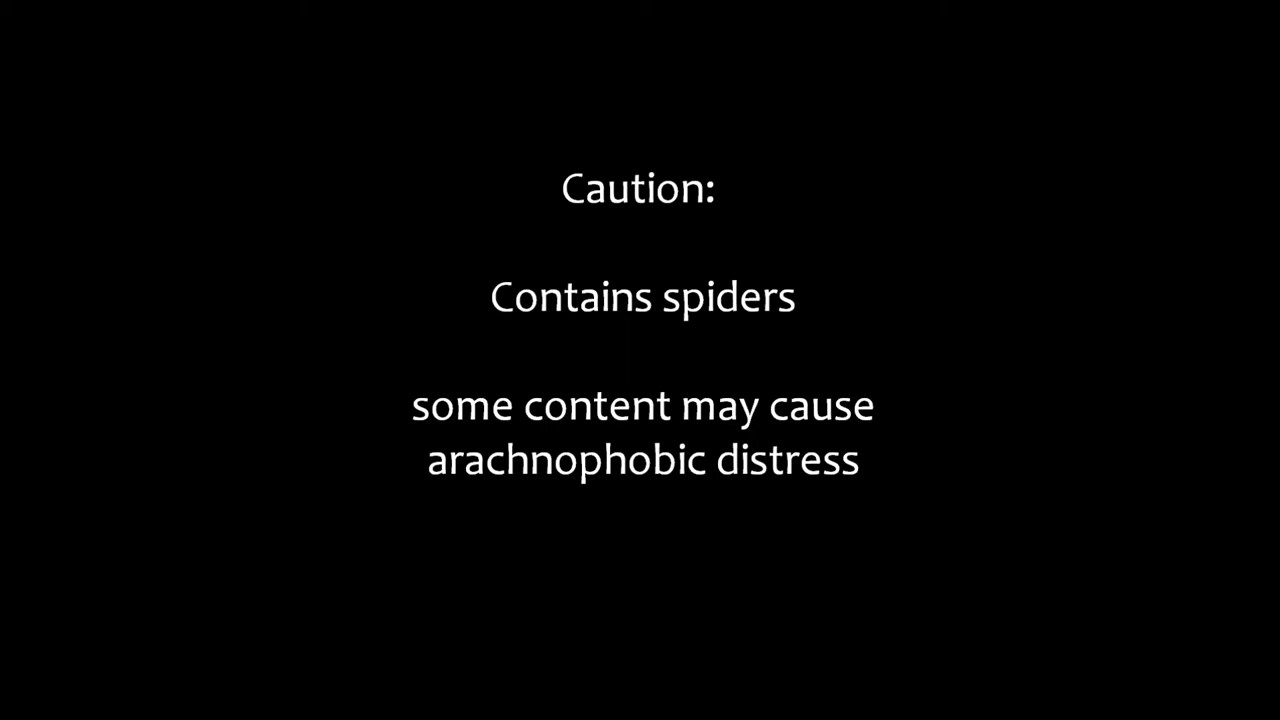 Caution:
Contains spiders
some content may cause
arachnophobic distress